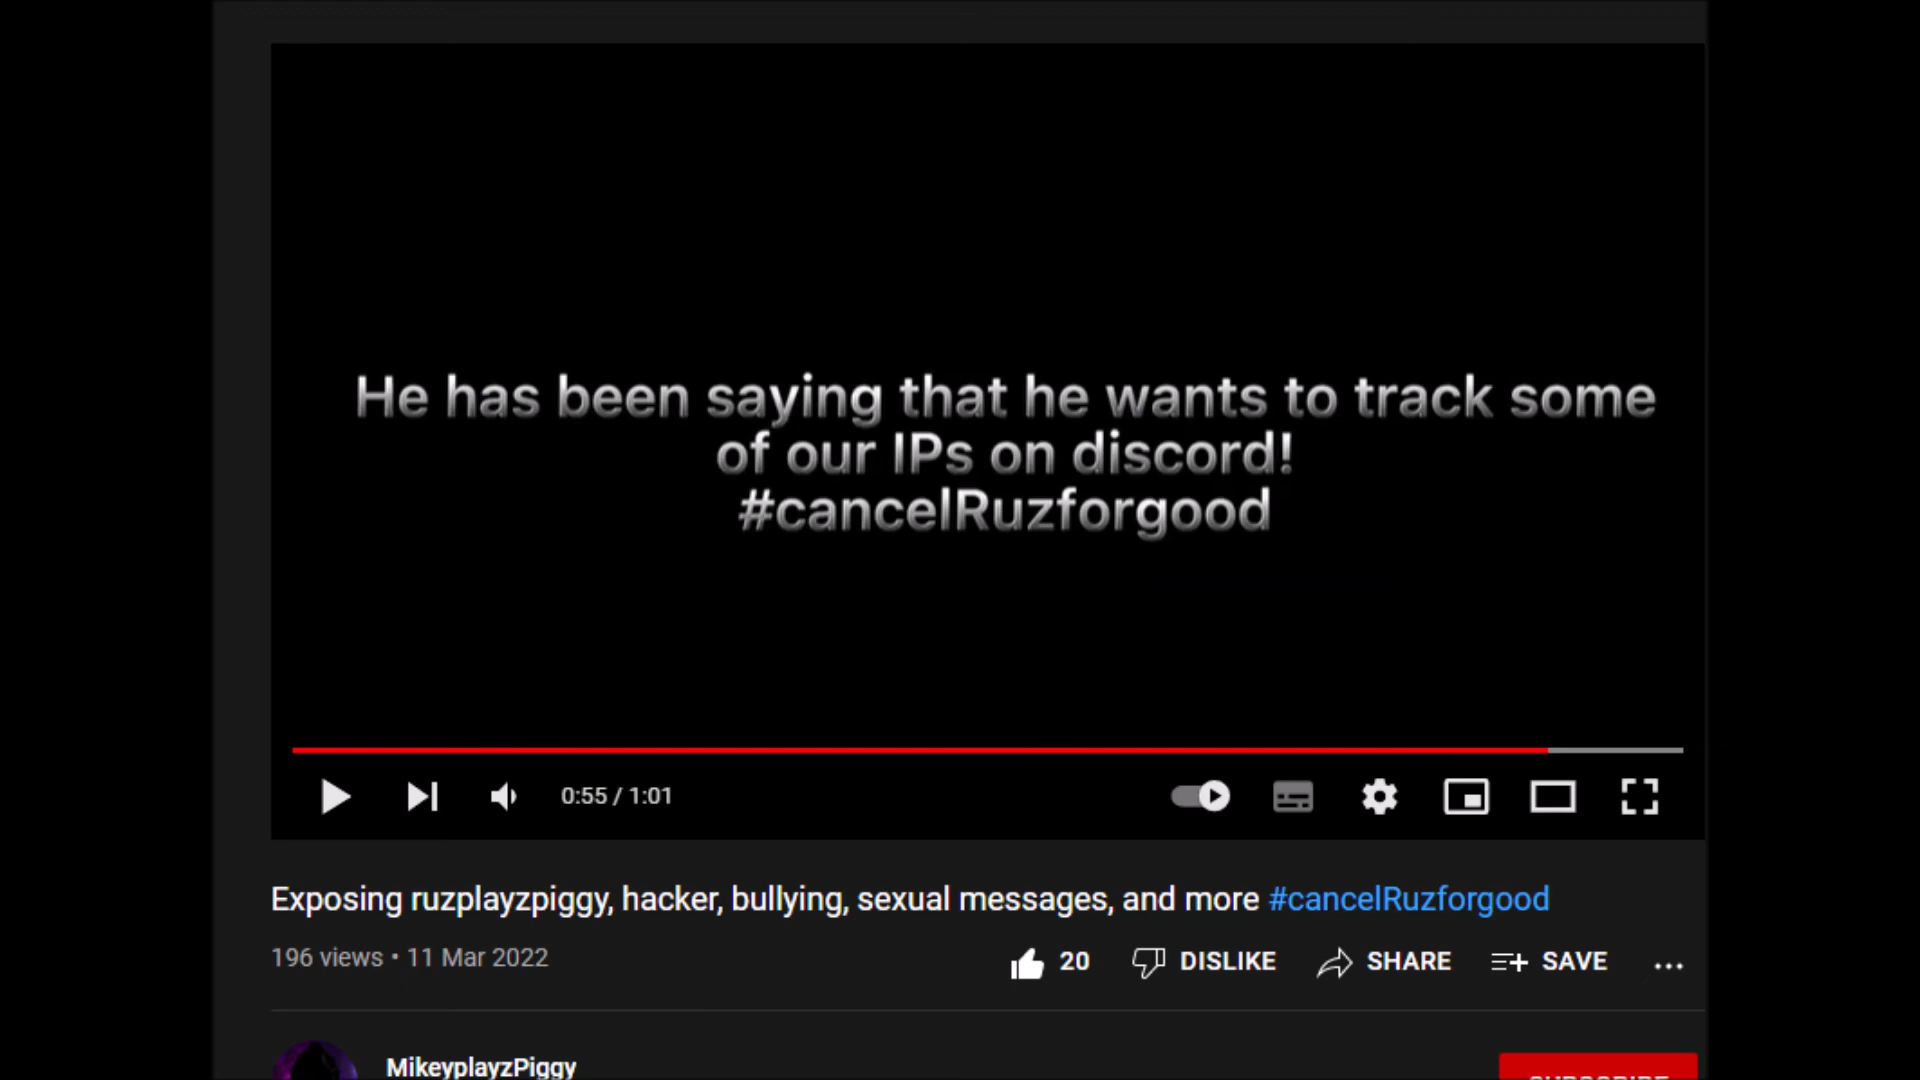 He has been saying that he wants to track some
of our IPs on discord!
#cancelRuzforgood
0:55 / 1:01
Exposing ruzplayzpiggy, hacker, bullying, sexual messages, and more #cancelRuzforgood
196 views • 11 Mar 2022
20 DISLIKE SHARE SAVE ...
MikeyplayzPiggy
SUBSCRIBE